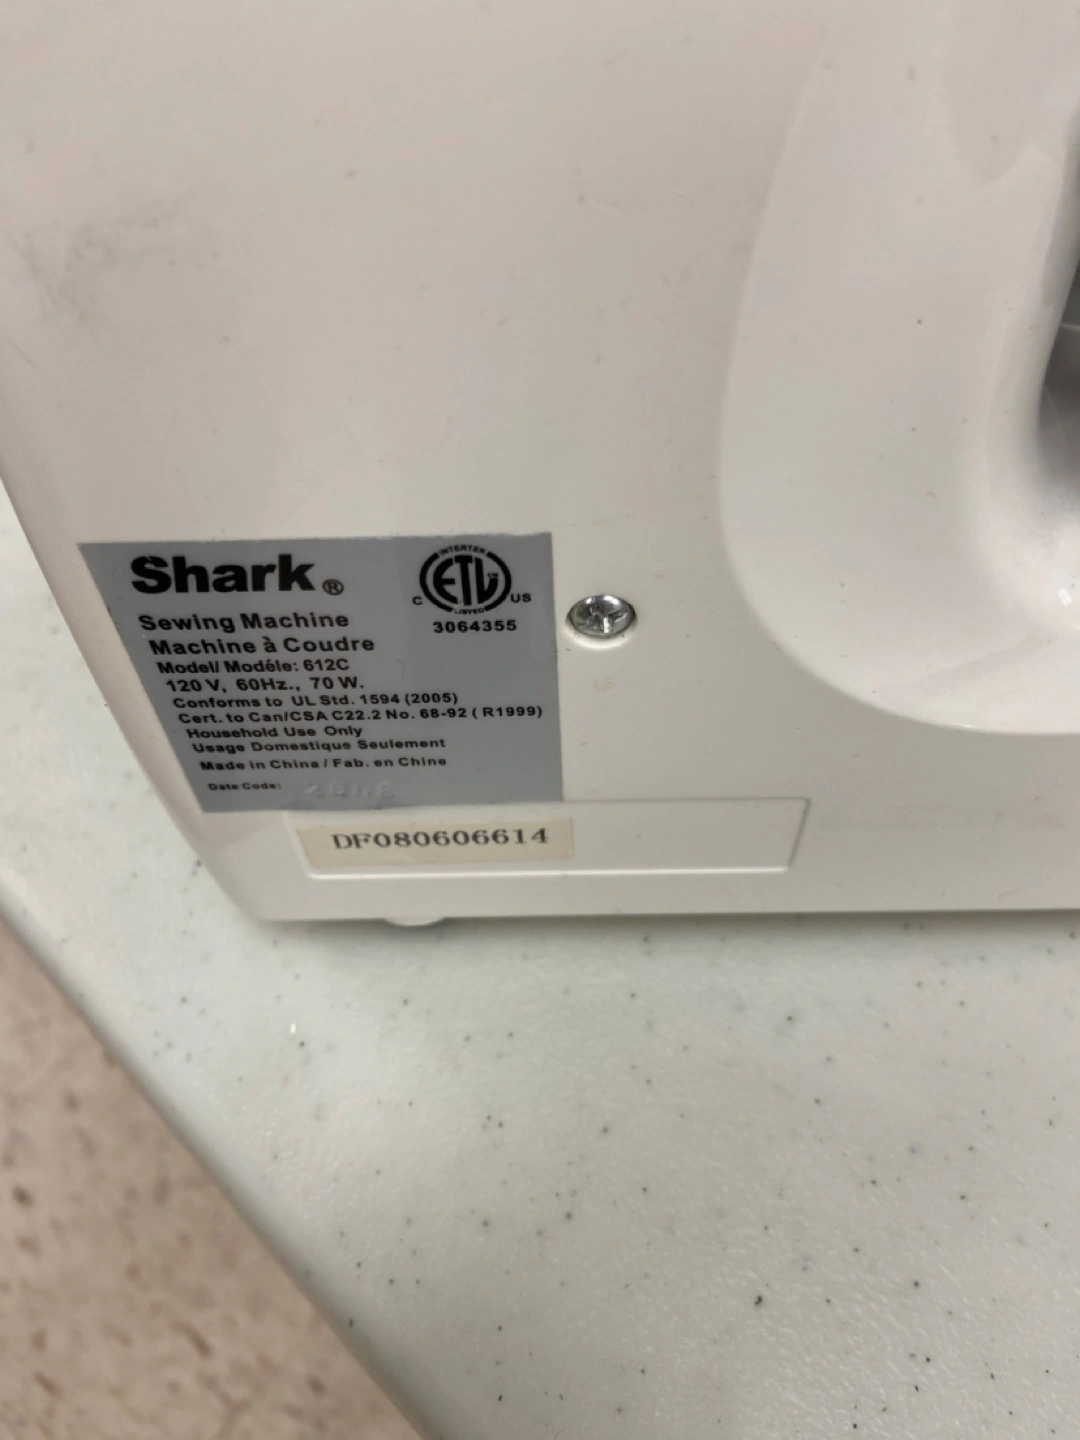 Shark®
INTERTEK
ETL™
LISTED
C US
3064355
Sewing Machine
Machine à Coudre
Model/ Modéle: 612C
120 V, 60Hz., 70 W.
Conforms to UL Std. 1594 (2005)
Cert. to Can/CSA C22.2 No. 68-92 ( R1999)
Household Use Only
Usage Domestique Seulement
Made in China / Fab. en Chine
Date Code:
DF080606614